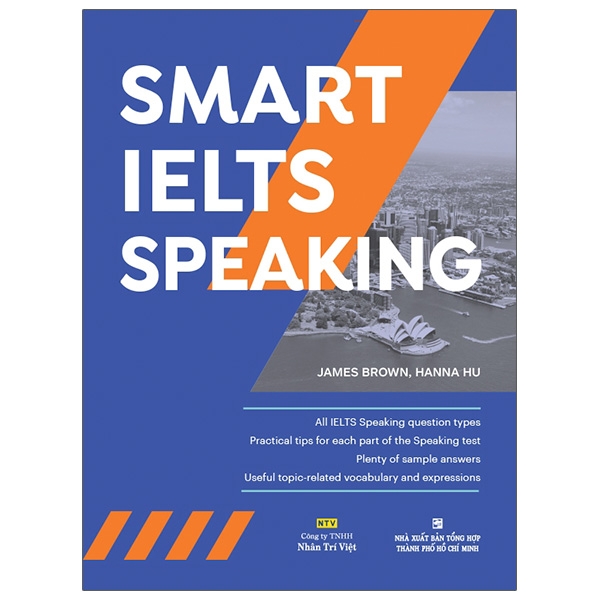 SMART
IELTS
SPEAKING
JAMES BROWN, HANNA HU
All IELTS Speaking question types
Practical tips for each part of the Speaking test
Plenty of sample answers
Useful topic-related vocabulary and expressions
NTV
Công ty TNHH
Nhân Trí Việt
NHÀ XUẤT BẢN TỔNG HỢP
THÀNH PHỐ HỒ CHÍ MINH